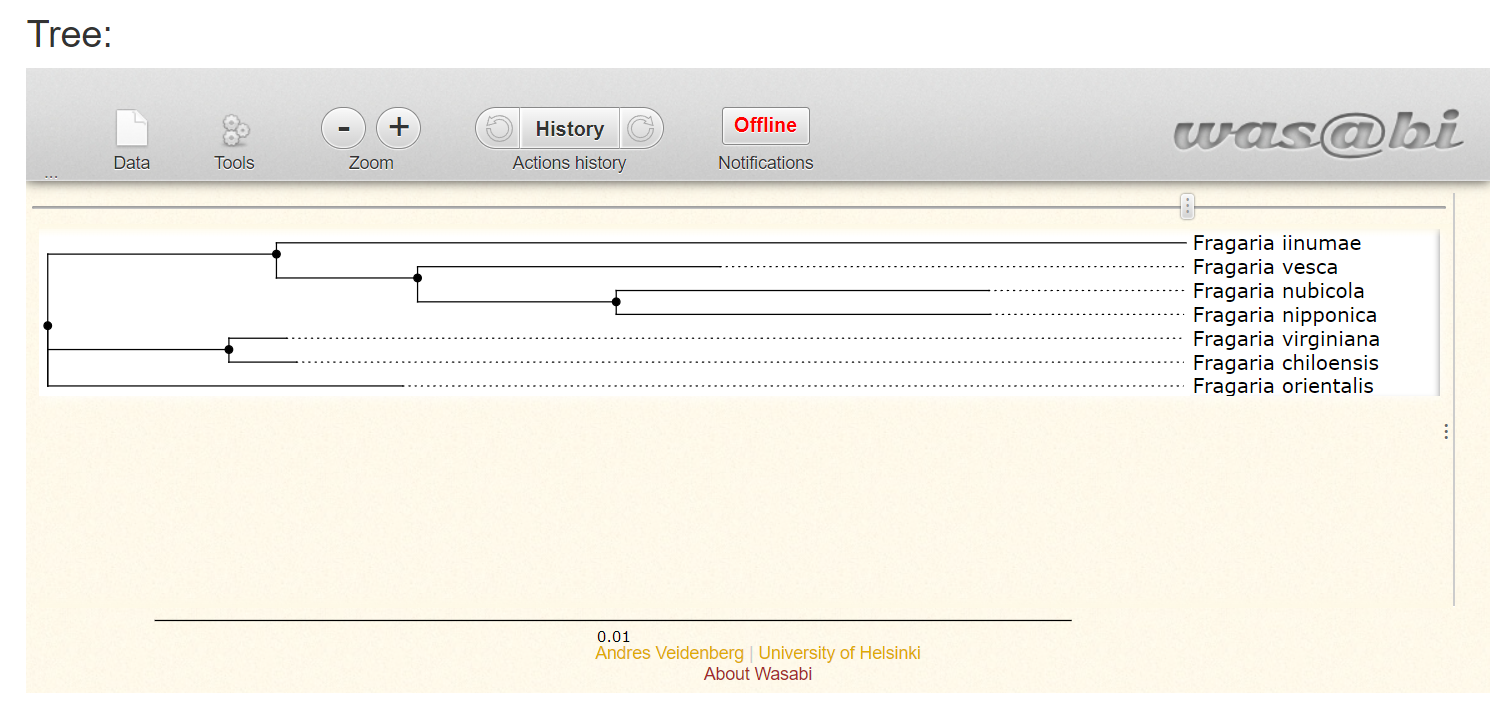 Tree:
...
Data
Tools
- +
Zoom
History
Actions history
Offline
Notifications
was@bi
Fragaria iinumae
Fragaria vesca
Fragaria nubicola
Fragaria nipponica
Fragaria virginiana
Fragaria chiloensis
Fragaria orientalis
0.01
Andres Veidenberg | University of Helsinki
About Wasabi